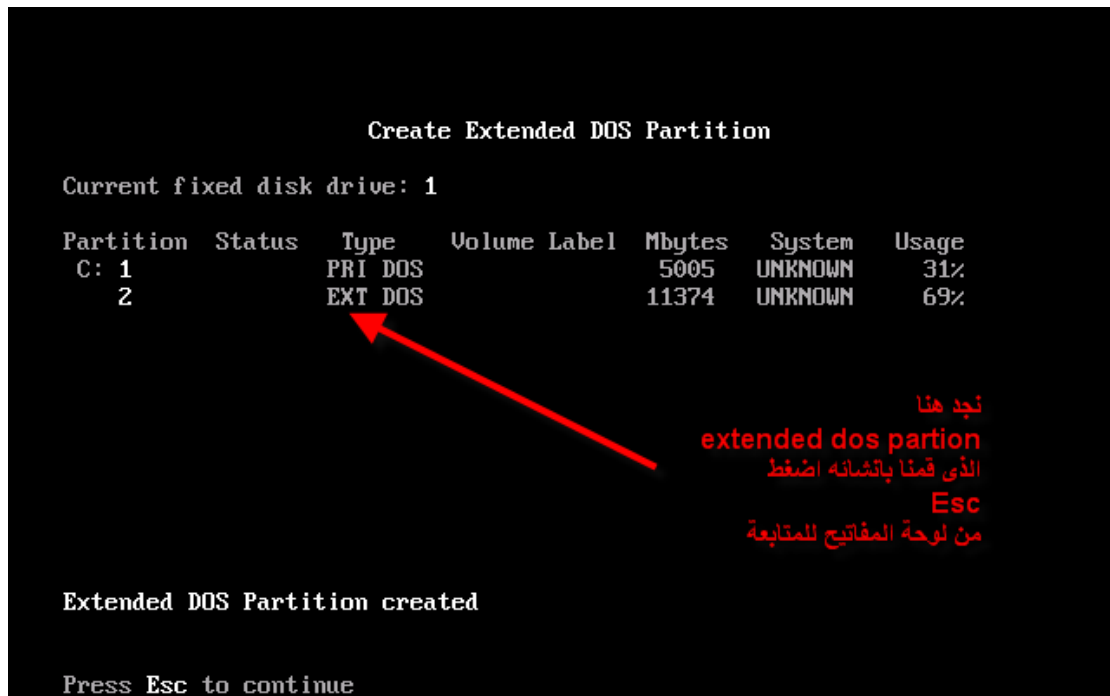 Create Extended DOS Partition
Current fixed disk drive: 1
Partition Status Type Volume Label Mbytes System Usage
C: 1 PRI DOS 5005 UNKNOWN 31%
2 EXT DOS 11374 UNKNOWN 69%
نجد هنا
extended dos partion
الذى قمنا بانشائه اضغط
Esc
من لوحة المفاتيح للمتابعة
Extended DOS Partition created
Press Esc to continue